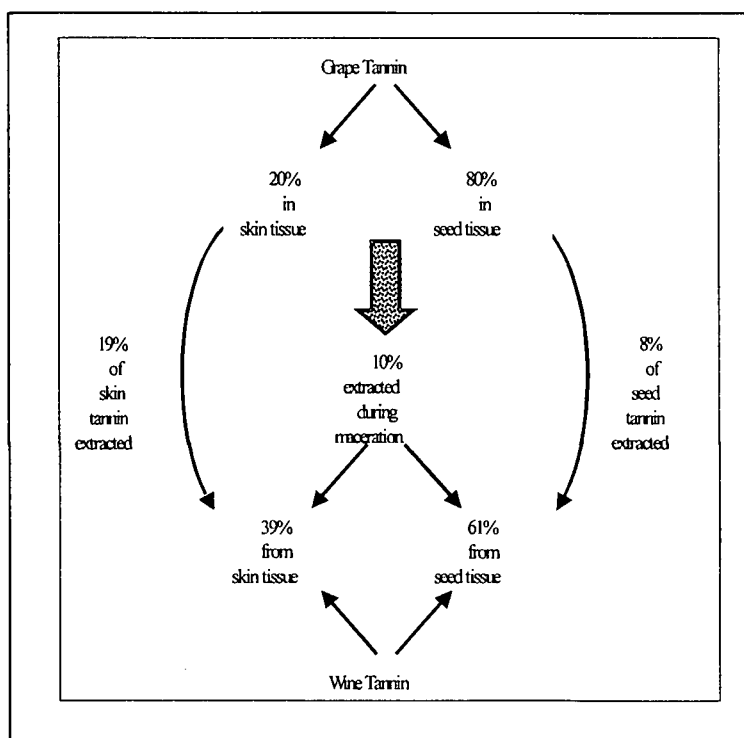 Grape Tannin
20%
in
skin tissue
80%
in
seed tissue
19%
of
skin
tannin
extracted
10%
extracted
during
maceration
8%
of
seed
tannin
extracted
39%
from
skin tissue
61%
from
seed tissue
Wine Tannin